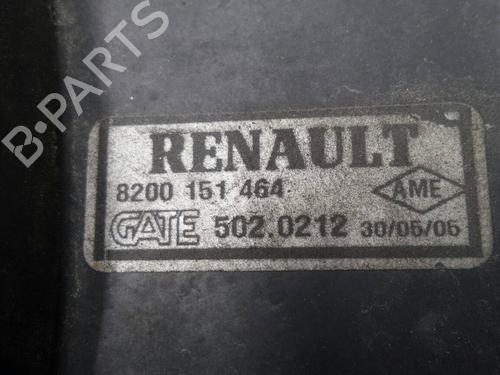 B-PARTS
RENAULT
8200 151 464 AME
GATE 502.0212 30/05/05